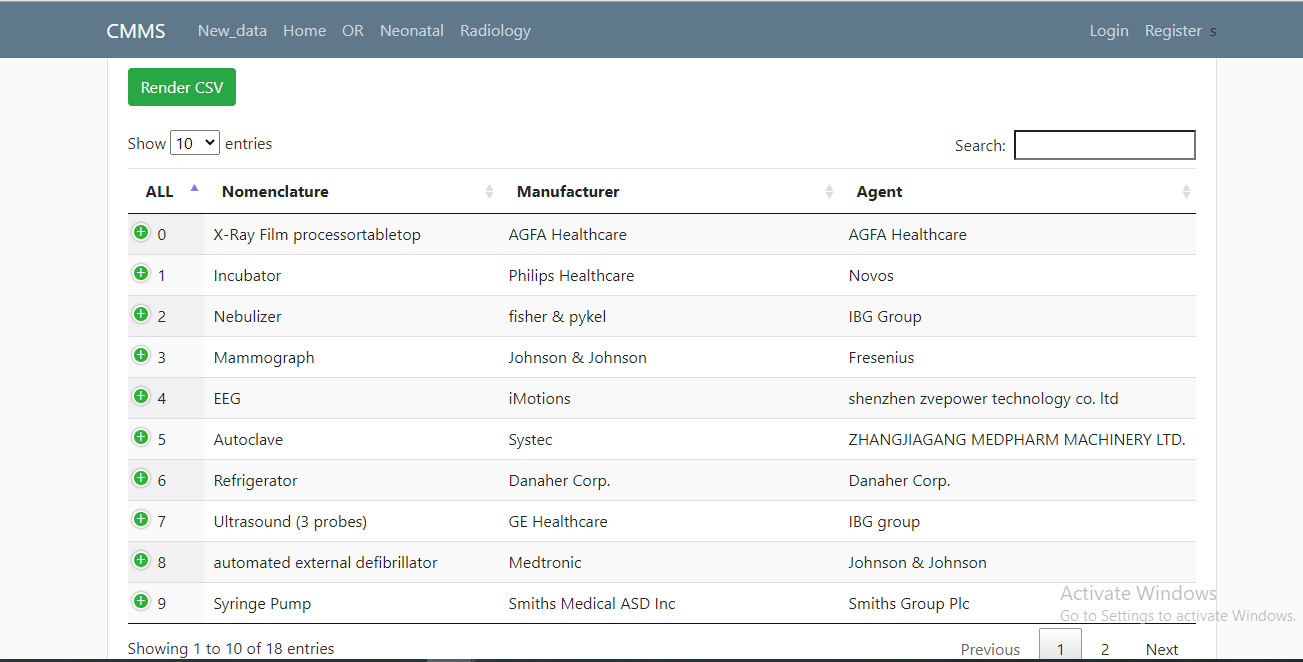 CMMS New_data Home OR Neonatal Radiology Login Register s
Render CSV
Show 10 entries Search:
ALL Nomenclature Manufacturer Agent
0 X-Ray Film processortabletop AGFA Healthcare AGFA Healthcare
1 Incubator Philips Healthcare Novos
2 Nebulizer fisher & pykel IBG Group
3 Mammograph Johnson & Johnson Fresenius
4 EEG iMotions shenzhen zvepower technology co. ltd
5 Autoclave Systec ZHANGJIAGANG MEDPHARM MACHINERY LTD.
6 Refrigerator Danaher Corp. Danaher Corp.
7 Ultrasound (3 probes) GE Healthcare IBG group
8 automated external defibrillator Medtronic Johnson & Johnson
9 Syringe Pump Smiths Medical ASD Inc Smiths Group Plc
Activate Windows
Go to Settings to activate Windows.
Showing 1 to 10 of 18 entries Previous 1 2 Next